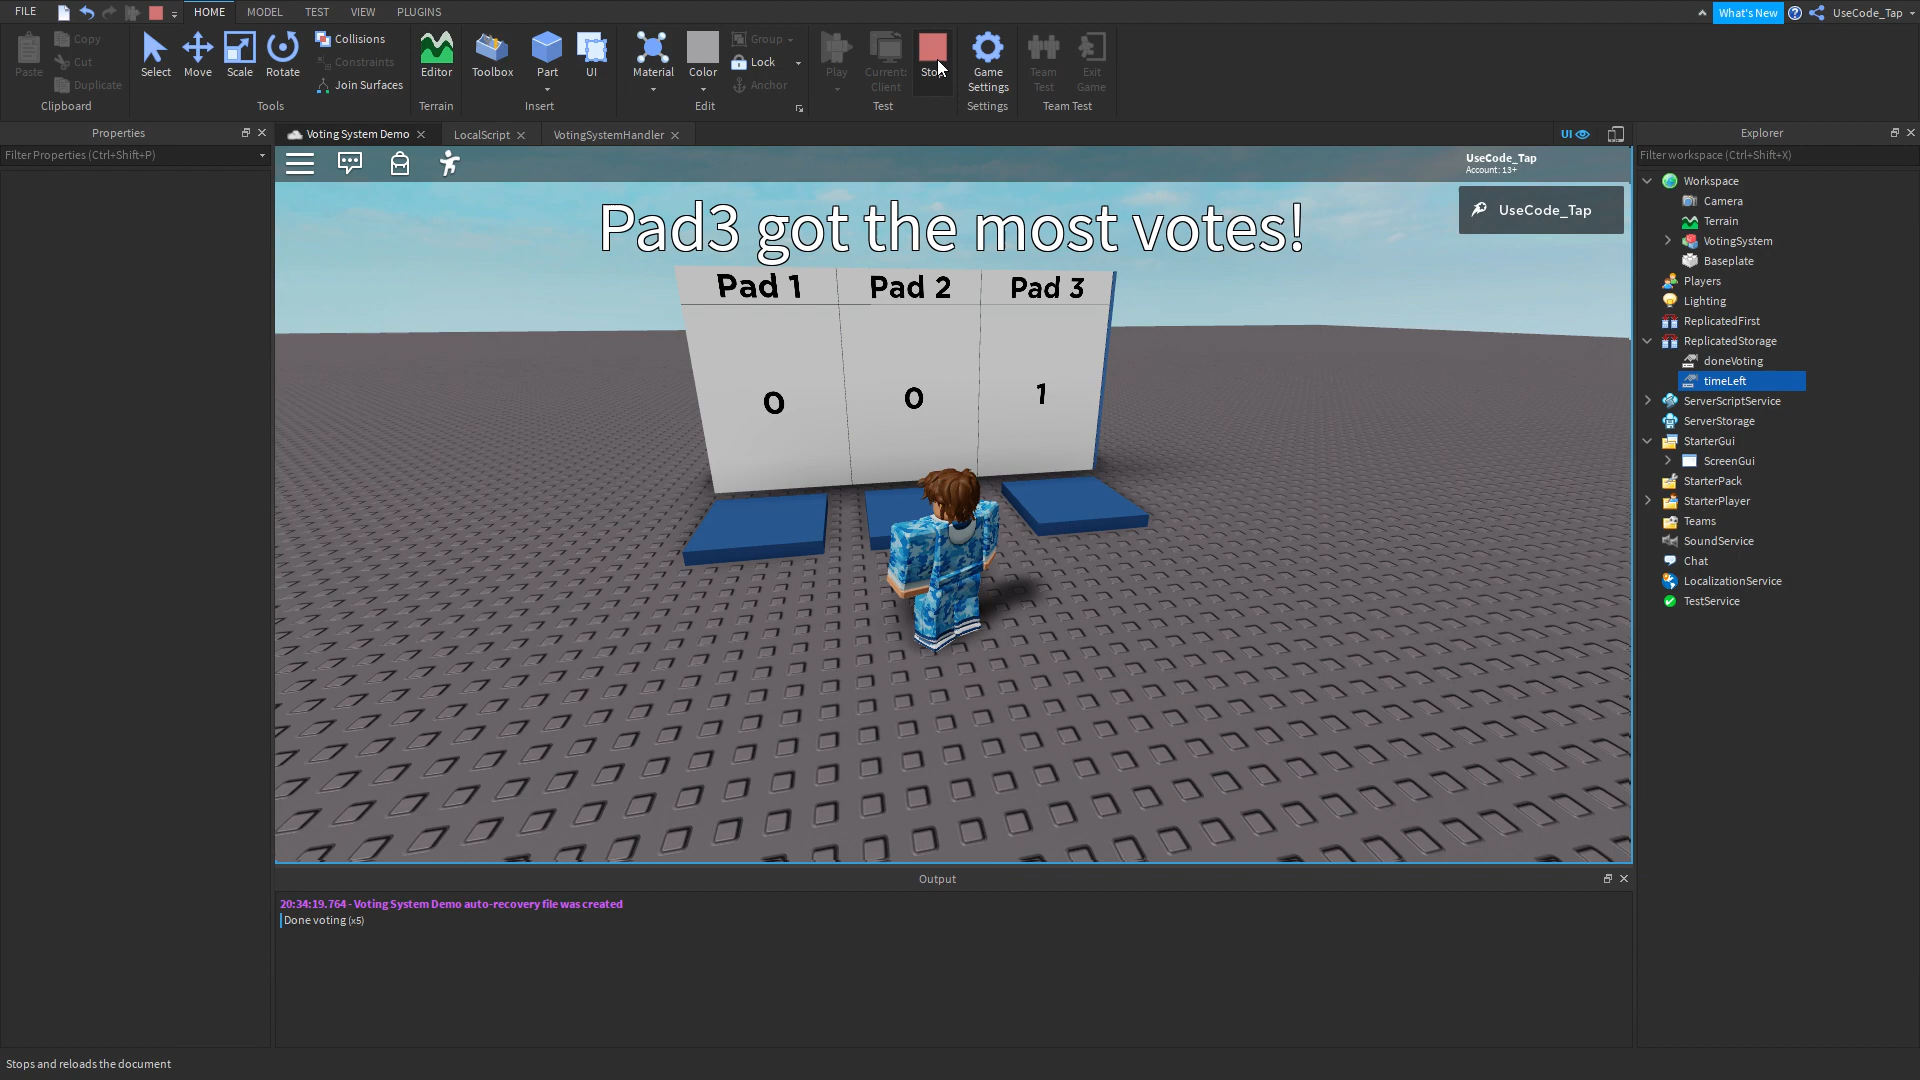 FILE HOME MODEL TEST VIEW PLUGINS What's New UseCode_Tap
Paste Copy Cut Duplicate Clipboard
Select Move Scale Rotate Collisions Constraints Join Surfaces Tools
Editor Terrain
Toolbox Part UI Insert
Material Color Group Lock Anchor Edit
Play Current: Client Stop Test
Game Settings Settings
Team Test Exit Game Team Test
Properties
Filter Properties (Ctrl+Shift+P)
Voting System Demo LocalScript VotingSystemHandler UI
UseCode_Tap
Account: 13+
UseCode_Tap
Pad3 got the most votes!
Pad 1 Pad 2 Pad 3
0 0 1
Output
20:34:19.764 - Voting System Demo auto-recovery file was created
Done voting (x5)
Explorer
Filter workspace (Ctrl+Shift+X)
Workspace
Camera
Terrain
VotingSystem
Baseplate
Players
Lighting
ReplicatedFirst
ReplicatedStorage
doneVoting
timeLeft
ServerScriptService
ServerStorage
StarterGui
ScreenGui
StarterPack
StarterPlayer
Teams
SoundService
Chat
LocalizationService
TestService
Stops and reloads the document